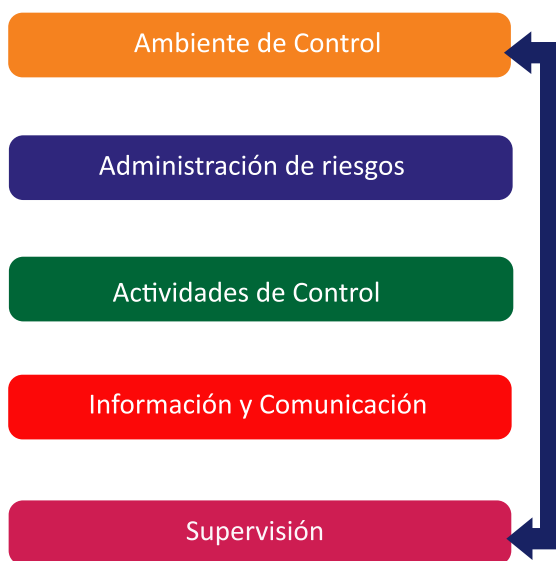 Ambiente de Control
Administración de riesgos
Actividades de Control
Información y Comunicación
Supervisión